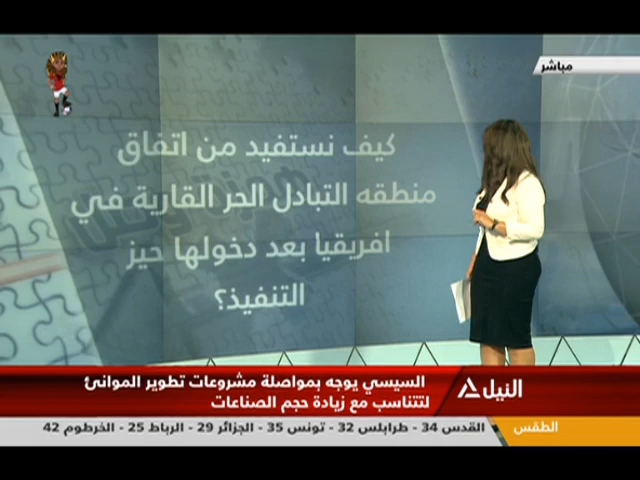 مباشر
كيف نستفيد من اتفاق
منطقه التبادل الحر القارية في
افريقيا بعد دخولها حيز
التنفيذ؟
النيل
السيسي يوجه بمواصلة مشروعات تطوير الموانئ
لتتناسب مع زيادة حجم الصناعات
الطقس
القدس 34 - طرابلس 32 - تونس 35 - الجزائر 29 - الرباط 25 - الخرطوم 42